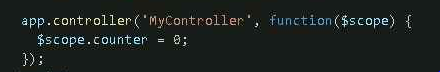 app.controller('MyController', function($scope) {
  $scope.counter = 0;
});